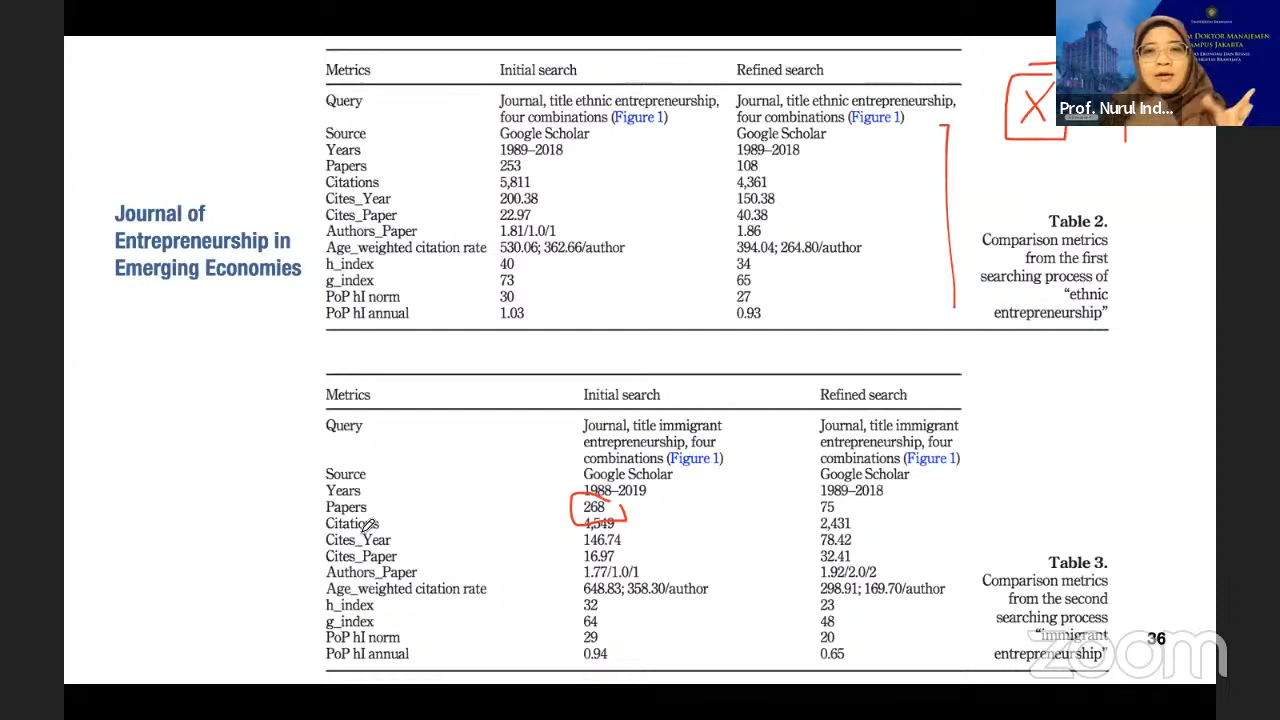 Metrics Initial search Refined search
Query Journal, title ethnic entrepreneurship, Journal, title ethnic entrepreneurship,
four combinations (Figure 1) four combinations (Figure 1)
Source Google Scholar Google Scholar
Years 1989–2018 1989–2018
Papers 253 108
Citations 5,811 4,361
Cites_Year 200.38 150.38
Cites_Paper 22.97 40.38
Authors_Paper 1.81/1.0/1 1.86
Age_weighted citation rate 530.06; 362.66/author 394.04; 264.80/author
h_index 40 34
g_index 73 65
PoP hI norm 30 27
PoP hI annual 1.03 0.93
Journal of
Entrepreneurship in
Emerging Economies
Table 2.
Comparison metrics
from the first
searching process of
“ethnic
entrepreneurship”
X
M DOKTOR MANAJEMEN
KAMPUS JAKARTA
Prof. Nurul Ind...
Metrics Initial search Refined search
Query Journal, title immigrant Journal, title immigrant
entrepreneurship, four entrepreneurship, four
combinations (Figure 1) combinations (Figure 1)
Source Google Scholar Google Scholar
Years 1988–2019 1989–2018
Papers 268 75
Citations 4,549 2,431
Cites_Year 146.74 78.42
Cites_Paper 16.97 32.41
Authors_Paper 1.77/1.0/1 1.92/2.0/2
Age_weighted citation rate 648.83; 358.30/author 298.91; 169.70/author
h_index 32 23
g_index 64 48
PoP hI norm 29 20
PoP hI annual 0.94 0.65
Table 3.
Comparison metrics
from the second
searching process
“immigrant
entrepreneurship”
36
zoom